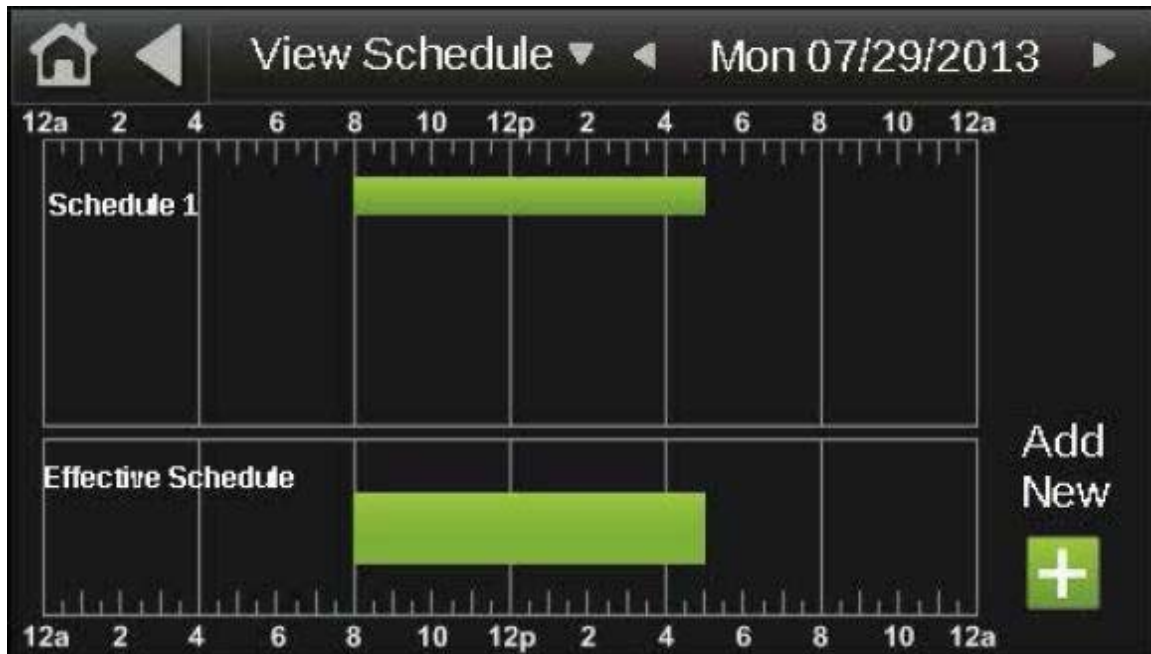 View Schedule Mon 07/29/2013
12a 2 4 6 8 10 12p 2 4 6 8 10 12a
Schedule 1
Effective Schedule
Add
New
12a 2 4 6 8 10 12p 2 4 6 8 10 12a